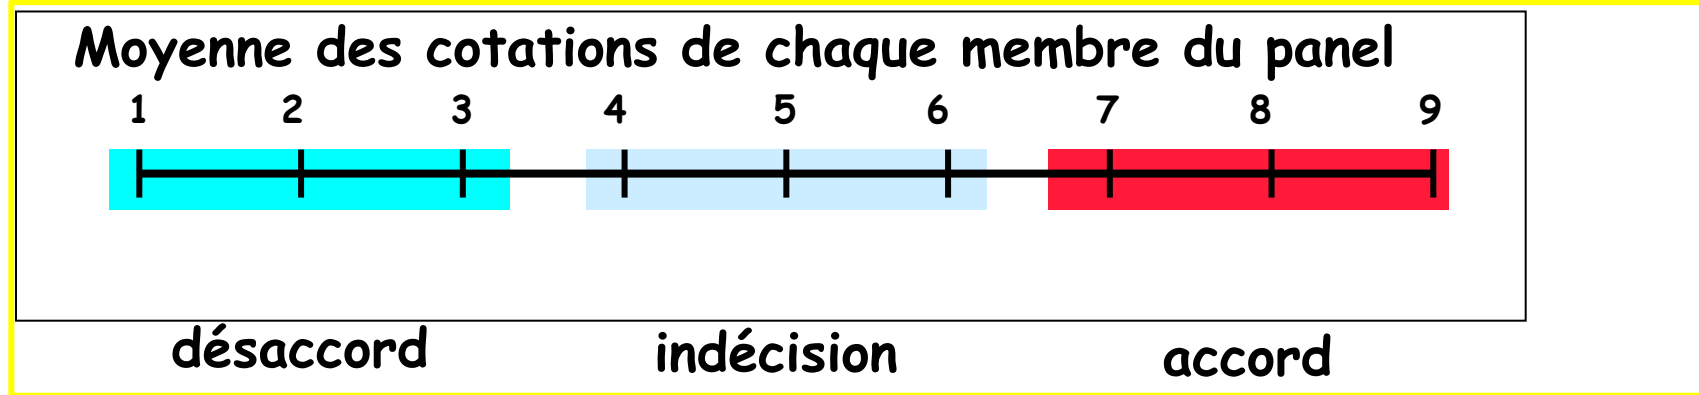 Moyenne des cotations de chaque membre du panel
1 2 3 4 5 6 7 8 9
désaccord indécision accord